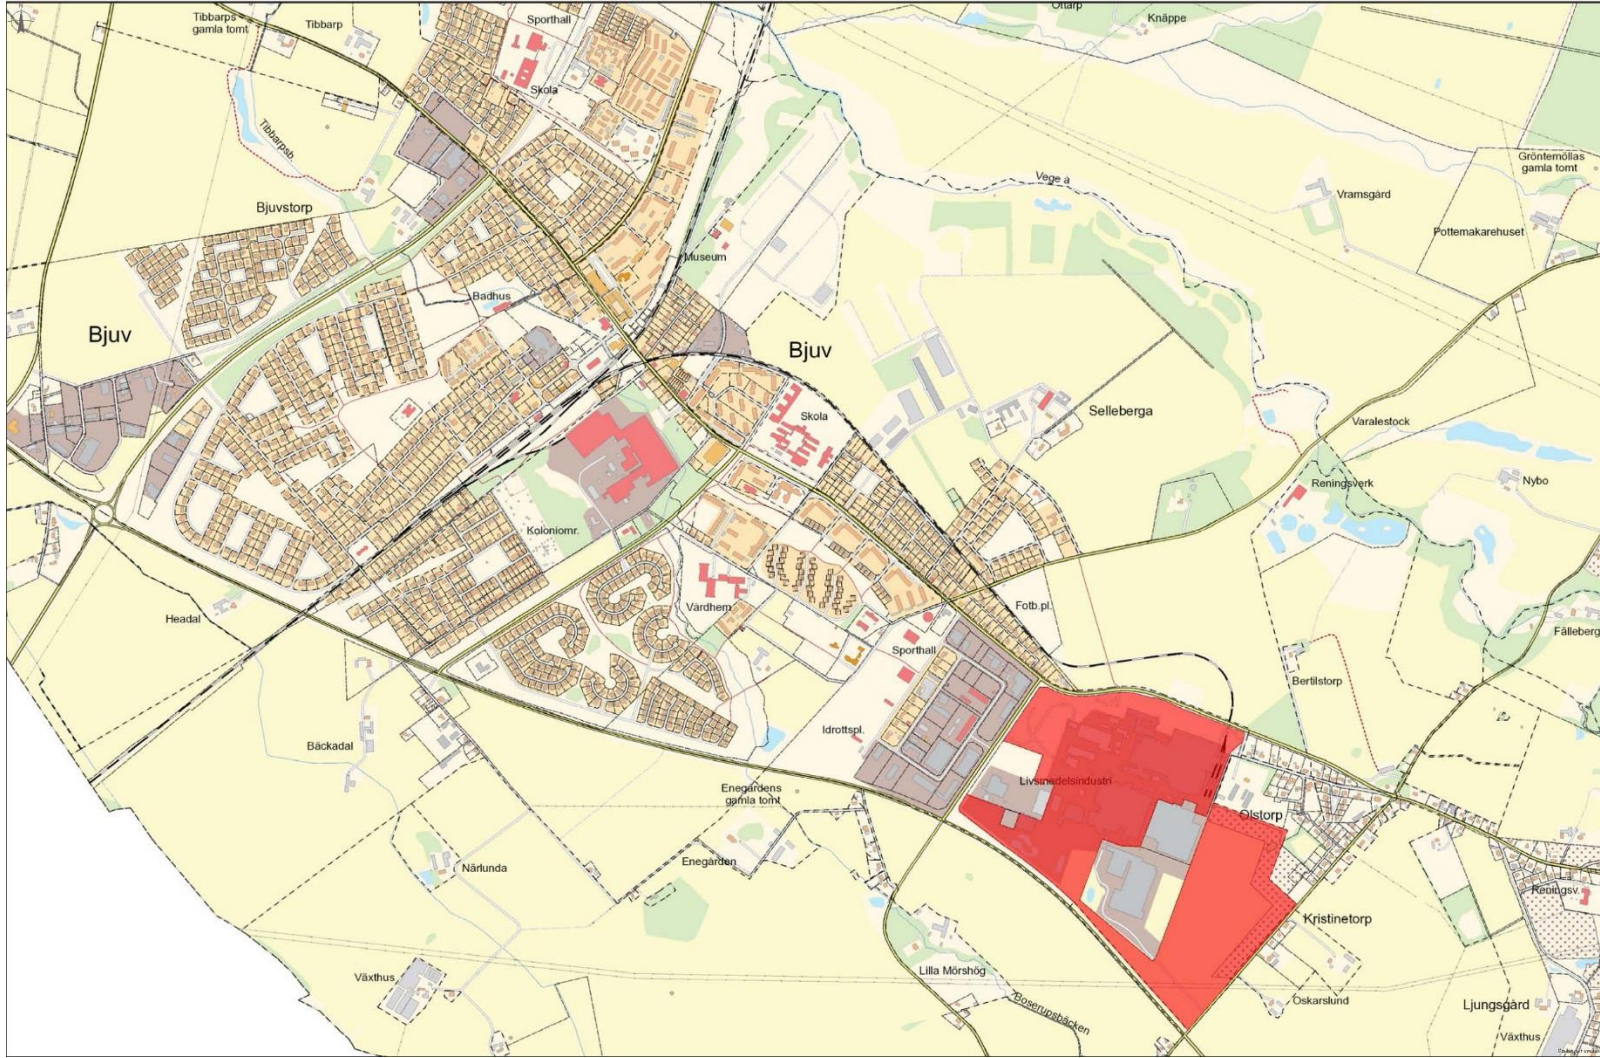 Tibbarps
gamla tomt
Tibbarp
Sporthall
Ottarp
Knäppe
Skola
Tibbarpsb.
Bjuvstorp
Vege å
Gröntemöllas
gamla tomt
Vramsgård
Pottemakarehuset
Museum
Badhus
Bjuv
Bjuv
Skola
Selleberga
Varalestock
Reningsverk
Nybo
Koloniomr.
Vårdhem
Fotb.pl.
Headal
Sporthall
Fälleberg
Bertilstorp
Bäckadal
Idrottspl.
Livsmedelsindustri
Enegårdens
gamla tomt
Olstorp
Närlunda
Enegården
Reningsv.
Kristinetorp
Växthus
Lilla Mörshög
Boserupsbäcken
Oskarslund
Ljungsgård
Växthus